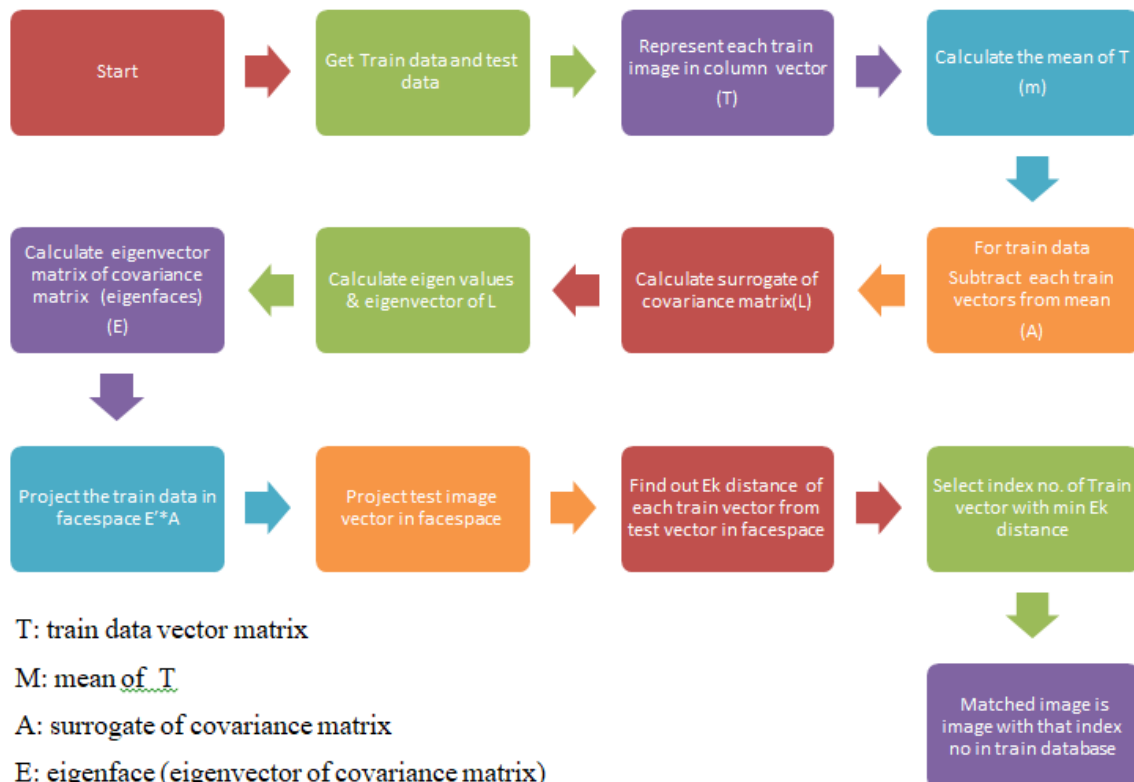 Start
Get Train data and test
data
Represent each train
image in column vector
(T)
Calculate the mean of T
(m)
For train data
Subtract each train
vectors from mean
(A)
Calculate surrogate of
covariance matrix(L)
Calculate eigen values
& eigenvector of L
Calculate eigenvector
matrix of covariance
matrix (eigenfaces)
(E)
Project the train data in
facespace E'*A
Project test image
vector in facespace
Find out Ek distance of
each train vector from
test vector in facespace
Select index no. of Train
vector with min Ek
distance
Matched image is
image with that index
no in train database
T: train data vector matrix
M: mean of T
A: surrogate of covariance matrix
E: eigenface (eigenvector of covariance matrix)